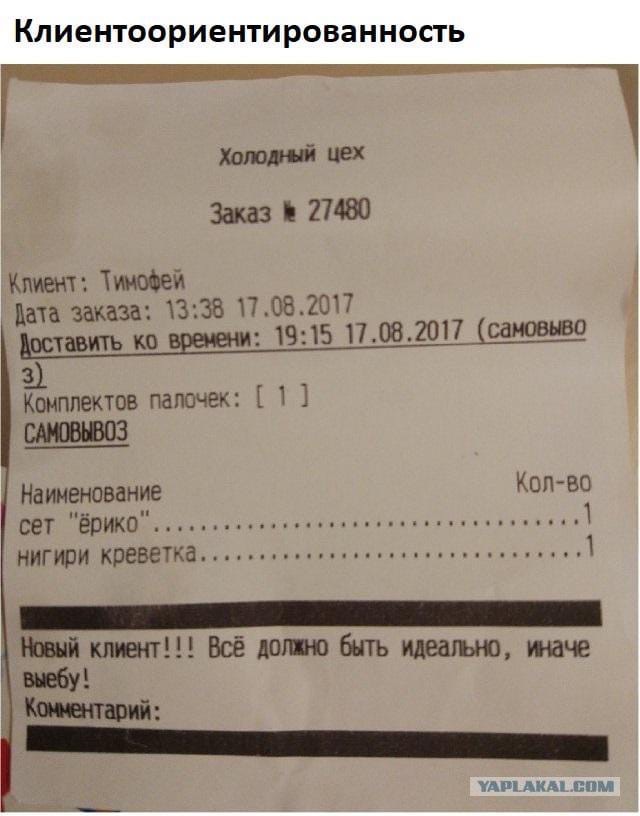 Клиентоориентированность
Холодный цех
Заказ № 27480
Клиент: Тимофей
Дата заказа: 13:38 17.08.2017
Доставить ко времени: 19:15 17.08.2017 (самовыво
з)
Комплектов палочек: [ 1 ]
САМОВЫВОЗ
Наименование Кол-во
сет "ёрико"......................................1
нигири креветка..................................1
Новый клиент!!! Всё должно быть идеально, иначе
выебу!
Комментарий:
YAPLAKAL.COM